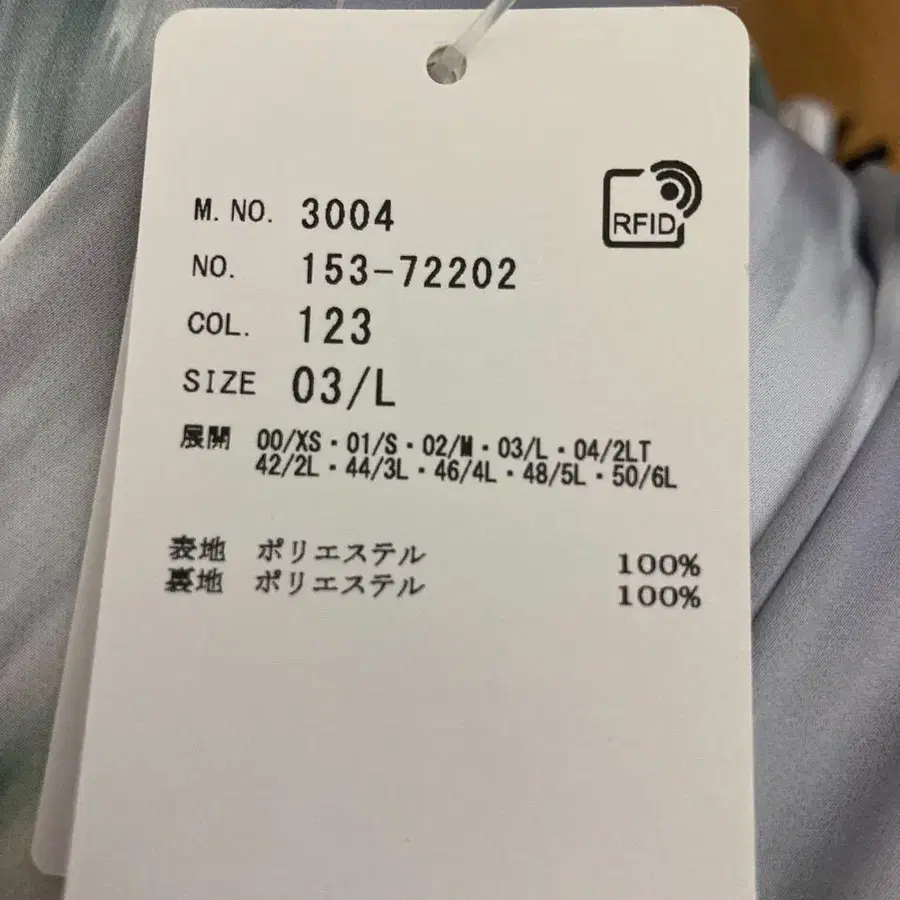 RFID
M. NO. 3004
NO. 153-72202
COL. 123
SIZE 03/L
展開 00/XS・01/S・02/M・03/L・04/2LT
42/2L・44/3L・46/4L・48/5L・50/6L
表地 ポリエステル 100%
裏地 ポリエステル 100%